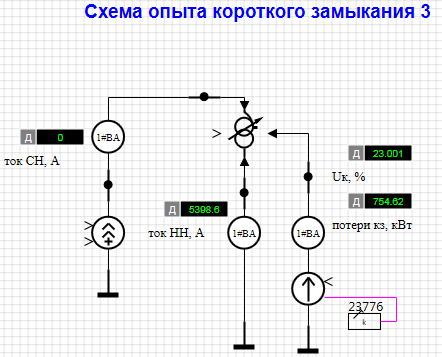 Схема опыта короткого замыкания 3
Д 0
1#BA
ток СН, А
Д 23.001
Uк, %
Д 5398.6
Д 754.62
ток НН, А
1#BA
1#BA
потери кз, кВт
23776
k